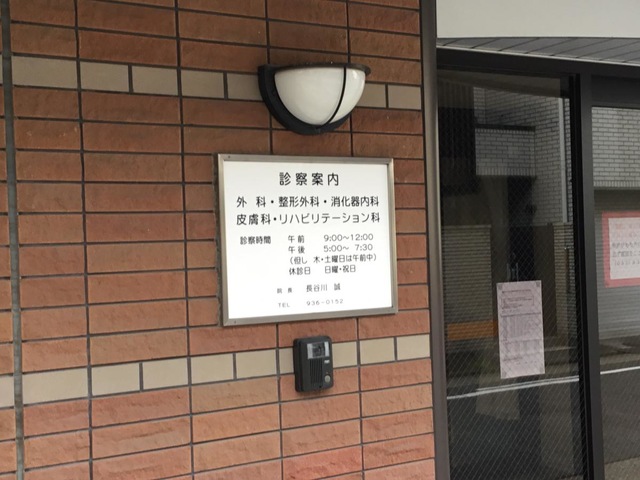 診察案内
外科・整形外科・消化器内科
皮膚科・リハビリテーション科
診察時間 午前 9:00～12:00
午後 5:00～7:30
(但し 木・土曜日は午前中)
休診日 日曜・祝日
院長 長谷川 誠
TEL 936-0152